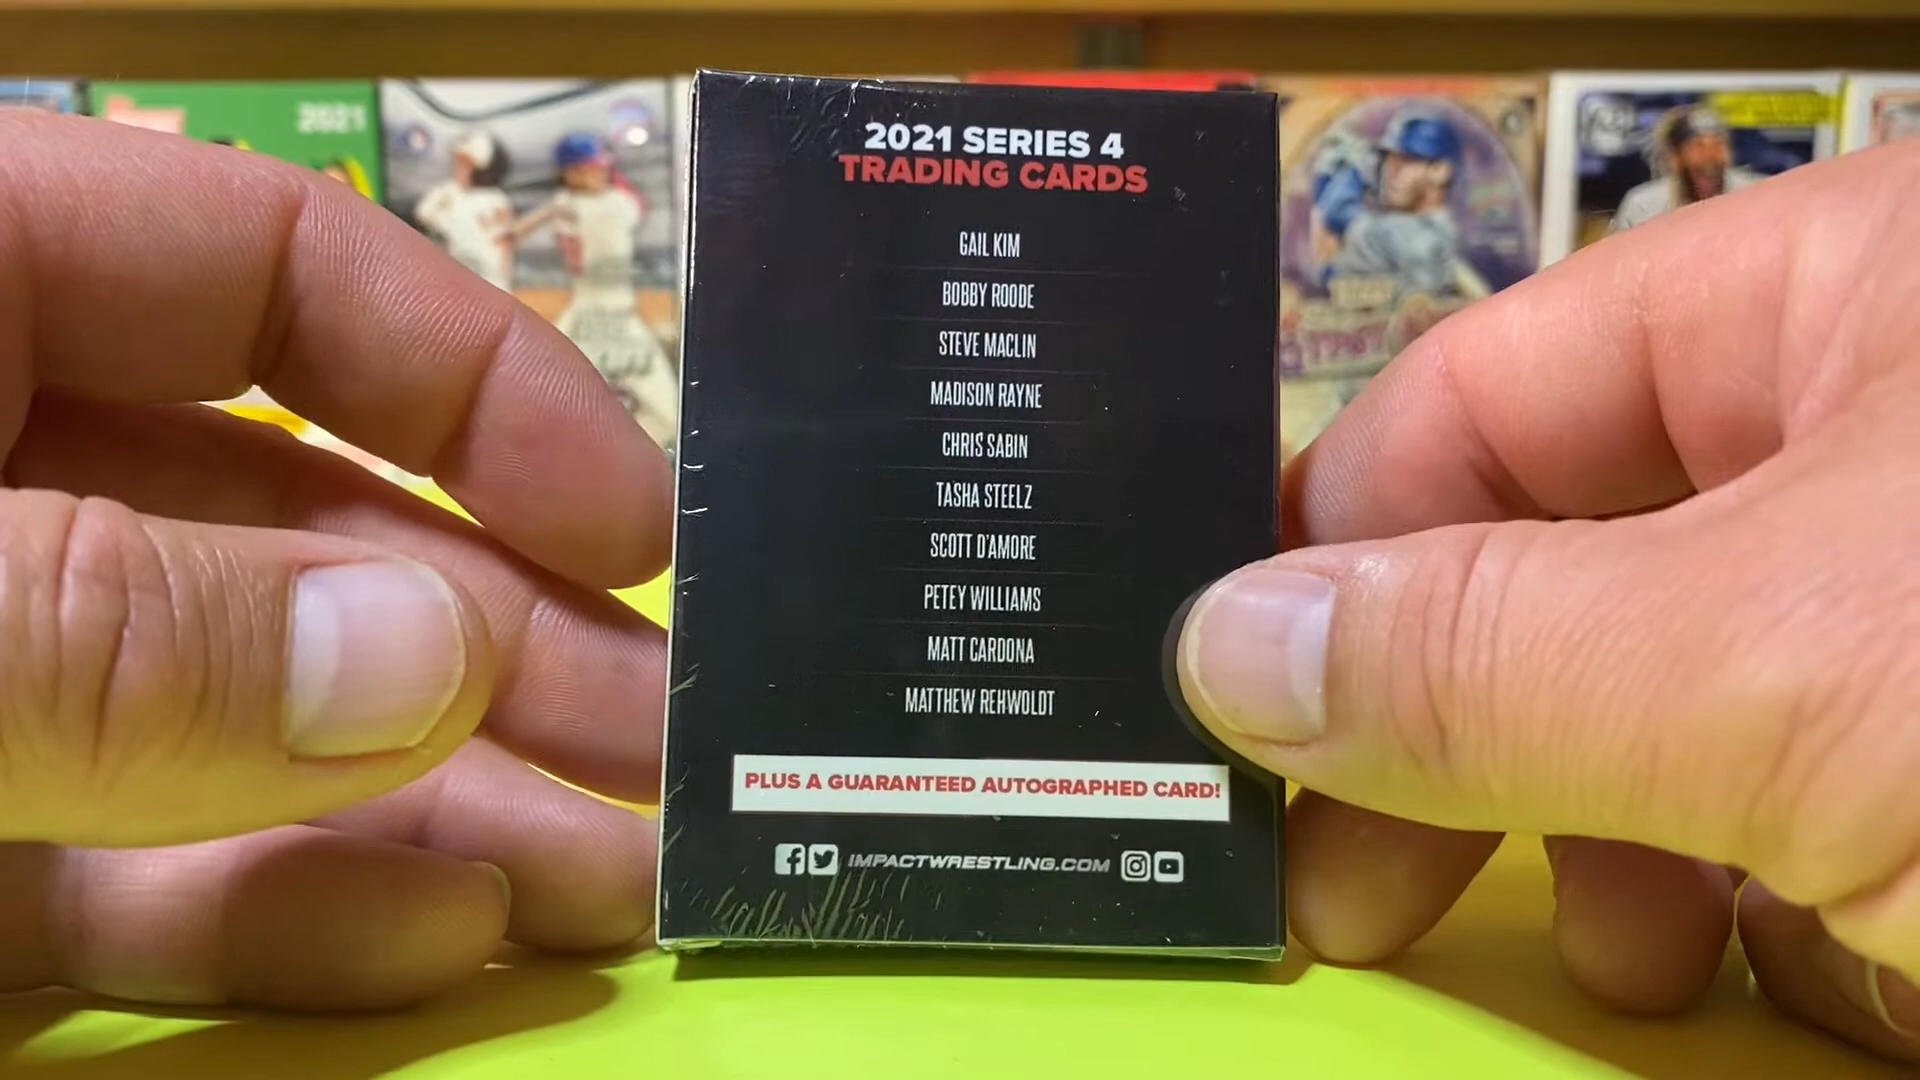 2021
2021 SERIES 4
TRADING CARDS
GAIL KIM
BOBBY ROODE
STEVE MACLIN
MADISON RAYNE
CHRIS SABIN
TASHA STEELZ
SCOTT D'AMORE
PETEY WILLIAMS
MATT CARDONA
MATTHEW REHWOLDT
PLUS A GUARANTEED AUTOGRAPHED CARD!
IMPACTWRESTLING.COM